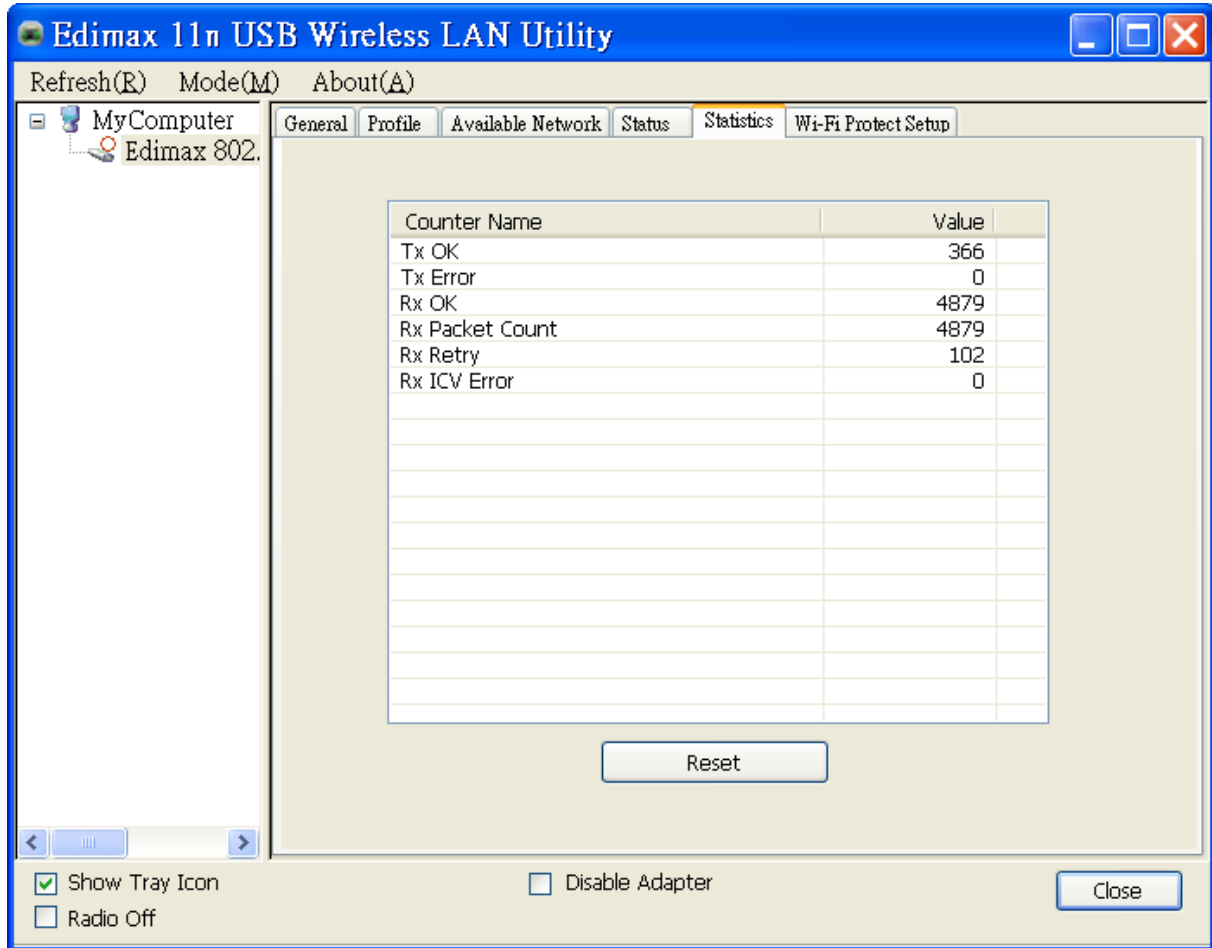 Edimax 11n USB Wireless LAN Utility
Refresh(R) Mode(M) About(A)
MyComputer
Edimax 802.
General Profile Available Network Status Statistics Wi-Fi Protect Setup
Counter Name Value
Tx OK 366
Tx Error 0
Rx OK 4879
Rx Packet Count 4879
Rx Retry 102
Rx ICV Error 0
Reset
Show Tray Icon Disable Adapter Close
Radio Off